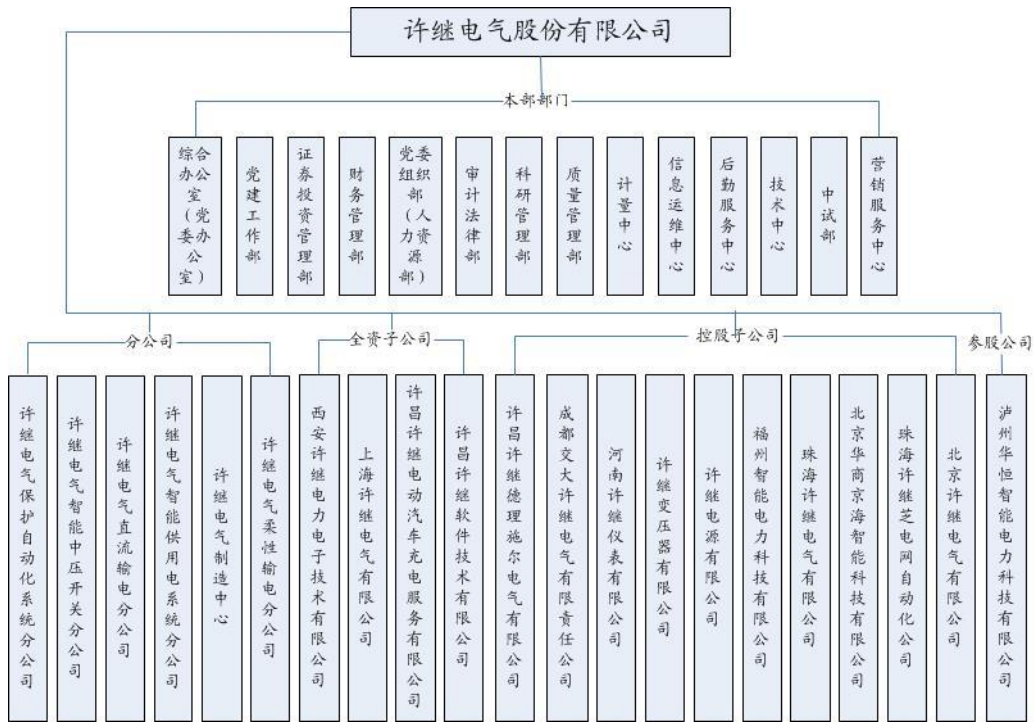 许继电气股份有限公司
本部部门
综合办公室（党委办公室）
党建工作部
证券投资管理部
财务管理部
党委组织部（人力资源部）
审计法律部
科研管理部
质量管理部
计量中心
信息运维中心
后勤服务中心
技术中心
中试部
营销服务中心
分公司
全资子公司
控股子公司
参股公司
许继电气保护自动化系统分公司
许继电气智能中压开关分公司
许继电气直流输电分公司
许继电气智能供用电系统分公司
许继电气制造中心
许继电气柔性输电分公司
西安许继电力电子技术有限公司
上海许继电气有限公司
许昌许继电动汽车充电服务有限公司
许昌许继软件技术有限公司
许昌许继德理施尔电气有限公司
成都交大许继电气有限责任公司
河南许继仪表有限公司
许继变压器有限公司
许继电源有限公司
福州智能电力科技有限公司
珠海许继电气有限公司
北京华商京海智能科技有限公司
珠海许继芝电网自动化公司
北京许继电气有限公司
泸州华恒智能电力科技有限公司